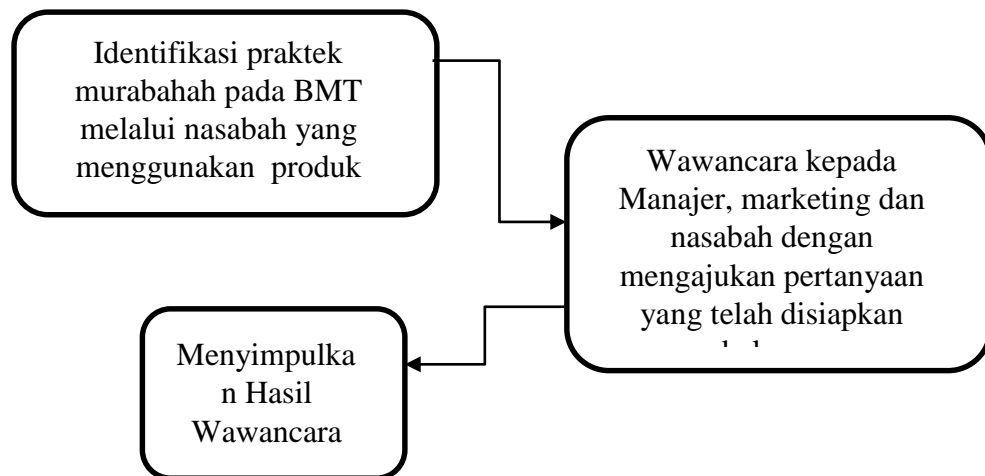 Identifikasi praktek
murabahah pada BMT
melalui nasabah yang
menggunakan produk
Wawancara kepada
Manajer, marketing dan
nasabah dengan
mengajukan pertanyaan
yang telah disiapkan
Menyimpulka
n Hasil
Wawancara